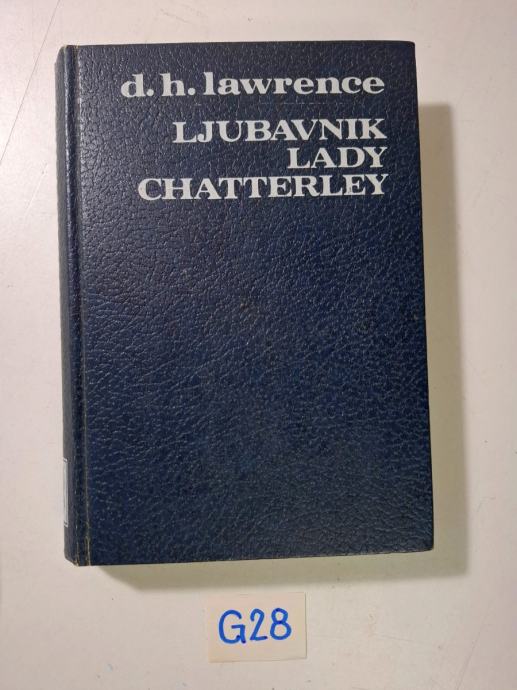 d. h. lawrence
LJUBAVNIK
LADY
CHATTERLEY
G28